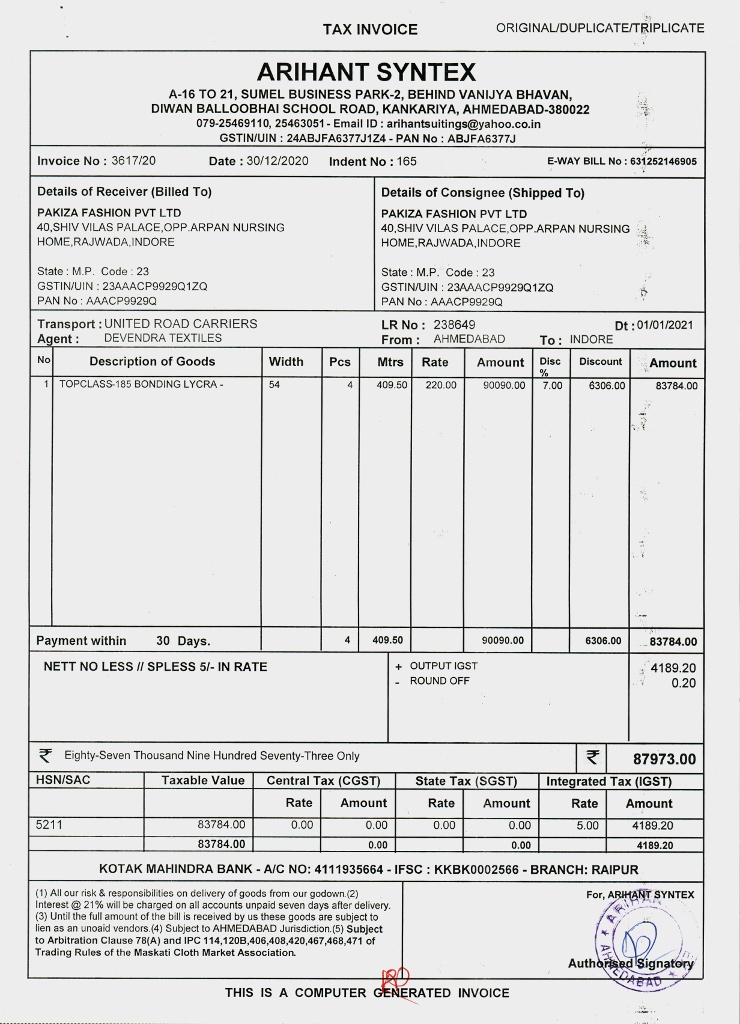 TAX INVOICE
ORIGINAL/DUPLICATE/TRIPLICATE
ARIHANT SYNTEX
A-16 TO 21, SUMEL BUSINESS PARK-2, BEHIND VANIJYA BHAVAN,
DIWAN BALLOOBHAI SCHOOL ROAD, KANKARIYA, AHMEDABAD-380022
079-25469110, 25463051 - Email ID : arihantsuitings@yahoo.co.in
GSTIN/UIN : 24ABJFA6377J1Z4 - PAN No : ABJFA6377J
Invoice No : 3617/20 Date : 30/12/2020 Indent No : 165 E-WAY BILL No : 631252146905
Details of Receiver (Billed To)
PAKIZA FASHION PVT LTD
40,SHIV VILAS PALACE,OPP.ARPAN NURSING
HOME,RAJWADA,INDORE
State : M.P. Code : 23
GSTIN/UIN : 23AAACP9929Q1ZQ
PAN No : AAACP9929Q
Details of Consignee (Shipped To)
PAKIZA FASHION PVT LTD
40,SHIV VILAS PALACE,OPP.ARPAN NURSING
HOME,RAJWADA,INDORE
State : M.P. Code : 23
GSTIN/UIN : 23AAACP9929Q1ZQ
PAN No : AAACP9929Q
Transport : UNITED ROAD CARRIERS LR No : 238649 Dt : 01/01/2021
Agent : DEVENDRA TEXTILES From : AHMEDABAD To : INDORE
No Description of Goods Width Pcs Mtrs Rate Amount Disc % Discount Amount
1 TOPCLASS-185 BONDING LYCRA - 54 4 409.50 220.00 90090.00 7.00 6306.00 83784.00
Payment within 30 Days. 4 409.50 90090.00 6306.00 83784.00
NETT NO LESS // SPLESS 5/- IN RATE
+ OUTPUT IGST 4189.20
- ROUND OFF 0.20
₹ Eighty-Seven Thousand Nine Hundred Seventy-Three Only ₹ 87973.00
HSN/SAC Taxable Value Central Tax (CGST) State Tax (SGST) Integrated Tax (IGST)
Rate Amount Rate Amount Rate Amount
5211 83784.00 0.00 0.00 0.00 0.00 5.00 4189.20
83784.00 0.00 0.00 4189.20
KOTAK MAHINDRA BANK - A/C NO: 4111935664 - IFSC : KKBK0002566 - BRANCH: RAIPUR
(1) All our risk & responsibilities on delivery of goods from our godown.(2)
Interest @ 21% will be charged on all accounts unpaid seven days after delivery.
(3) Until the full amount of the bill is received by us these goods are subject to
lien as an unoaid vendors.(4) Subject to AHMEDABAD Jurisdiction.(5) Subject
to Arbitration Clause 78(A) and IPC 114,120B,406,408,420,467,468,471 of
Trading Rules of the Maskati Cloth Market Association.
For, ARIHANT SYNTEX
Authorised Signatory
AHMEDABAD
THIS IS A COMPUTER GENERATED INVOICE